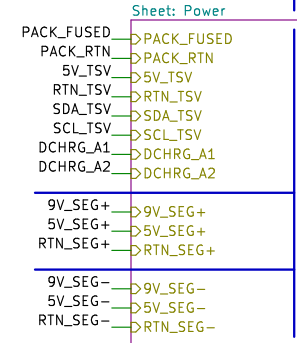 Sheet: Power
PACK_FUSED PACK_FUSED
PACK_RTN PACK_RTN
5V_TSV 5V_TSV
RTN_TSV RTN_TSV
SDA_TSV SDA_TSV
SCL_TSV SCL_TSV
DCHRG_A1 DCHRG_A1
DCHRG_A2 DCHRG_A2
9V_SEG+ 9V_SEG+
5V_SEG+ 5V_SEG+
RTN_SEG+ RTN_SEG+
9V_SEG- 9V_SEG-
5V_SEG- 5V_SEG-
RTN_SEG- RTN_SEG-